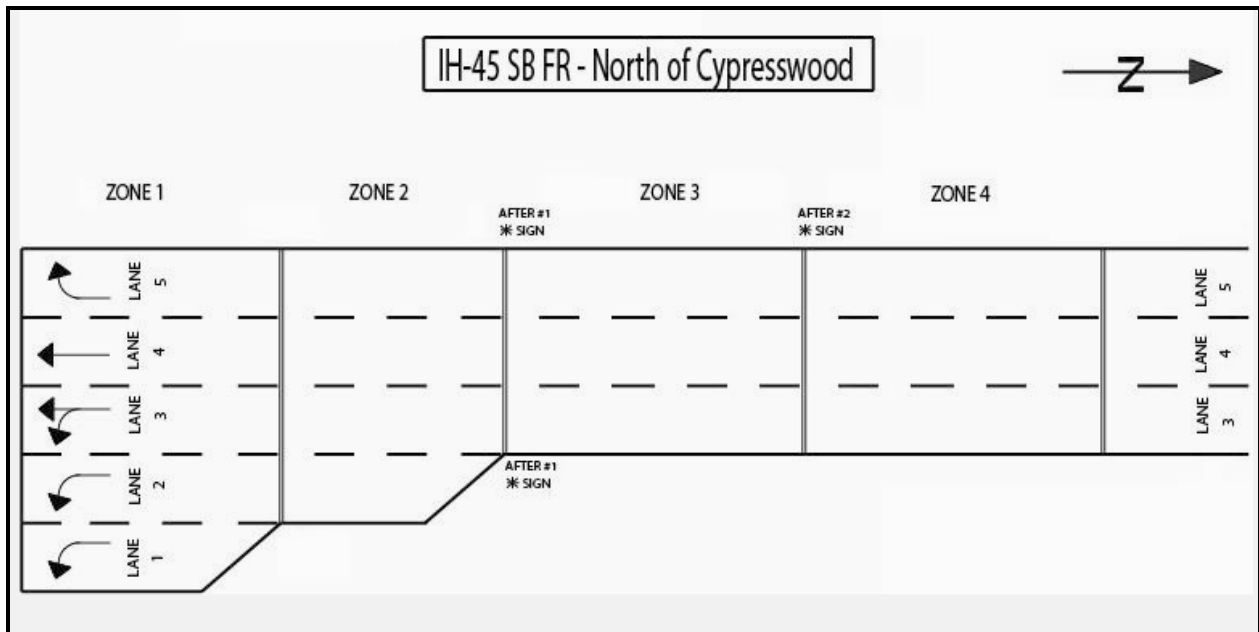 IH-45 SB FR - North of Cypresswood
Z
ZONE 1
ZONE 2
ZONE 3
ZONE 4
AFTER #1
* SIGN
AFTER #2
* SIGN
LANE
5
LANE
4
LANE
3
LANE
2
LANE
1
LANE
5
LANE
4
LANE
3
AFTER #1
* SIGN